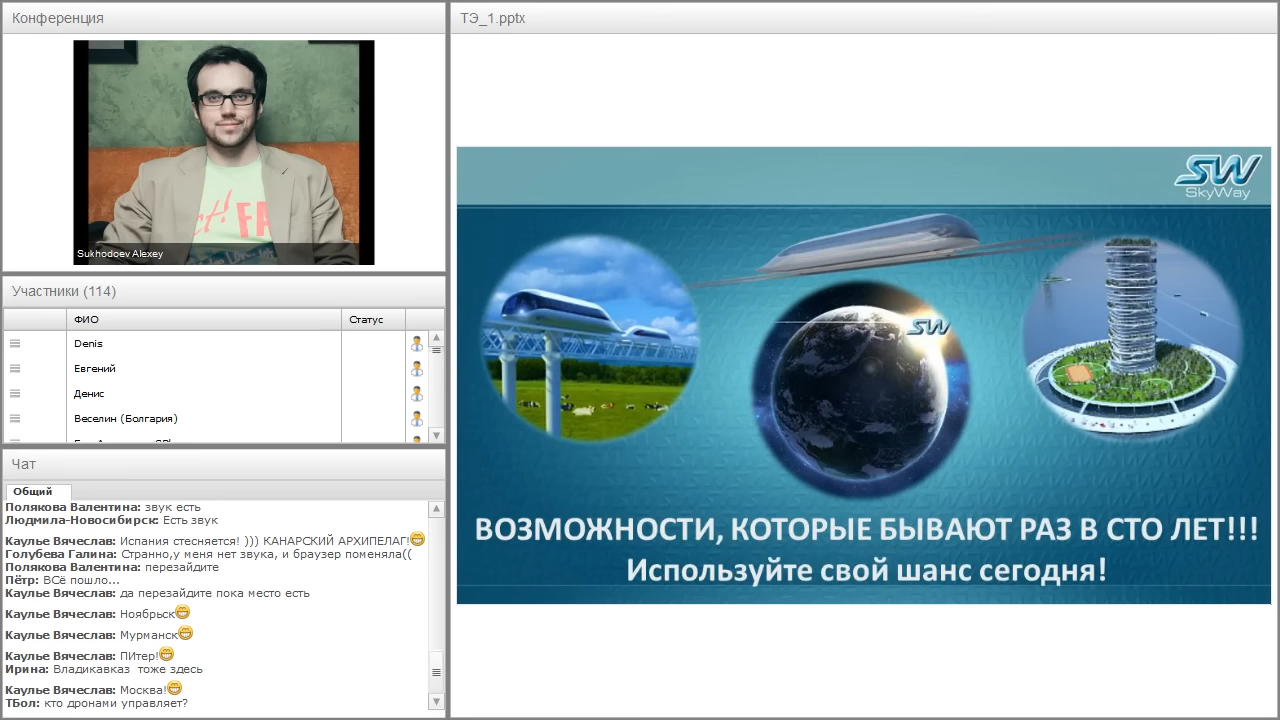 Конференция
Sukhodoev Alexey
Участники (114)
ФИО
Статус
Denis
Евгений
Денис
Веселин (Болгария)
Чат
Общий
Полякова Валентина: звук есть
Людмила-Новосибирск: Есть звук
Каулье Вячеслав: Испания стесняется! ))) КАНАРСКИЙ АРХИПЕЛАГ!
Голубева Галина: Странно,у меня нет звука, и браузер поменяла((
Полякова Валентина: перезайдите
Пётр: ВСё пошло...
Каулье Вячеслав: да перезайдите пока место есть
Каулье Вячеслав: Ноябрьск
Каулье Вячеслав: Мурманск
Каулье Вячеслав: ПИтер!
Ирина: Владикавказ тоже здесь
Каулье Вячеслав: Москва!
ТБол: кто дронами управляет?
ТЭ_1.pptx
SW
SkyWay
SW
ВОЗМОЖНОСТИ, КОТОРЫЕ БЫВАЮТ РАЗ В СТО ЛЕТ!!!
Используйте свой шанс сегодня!